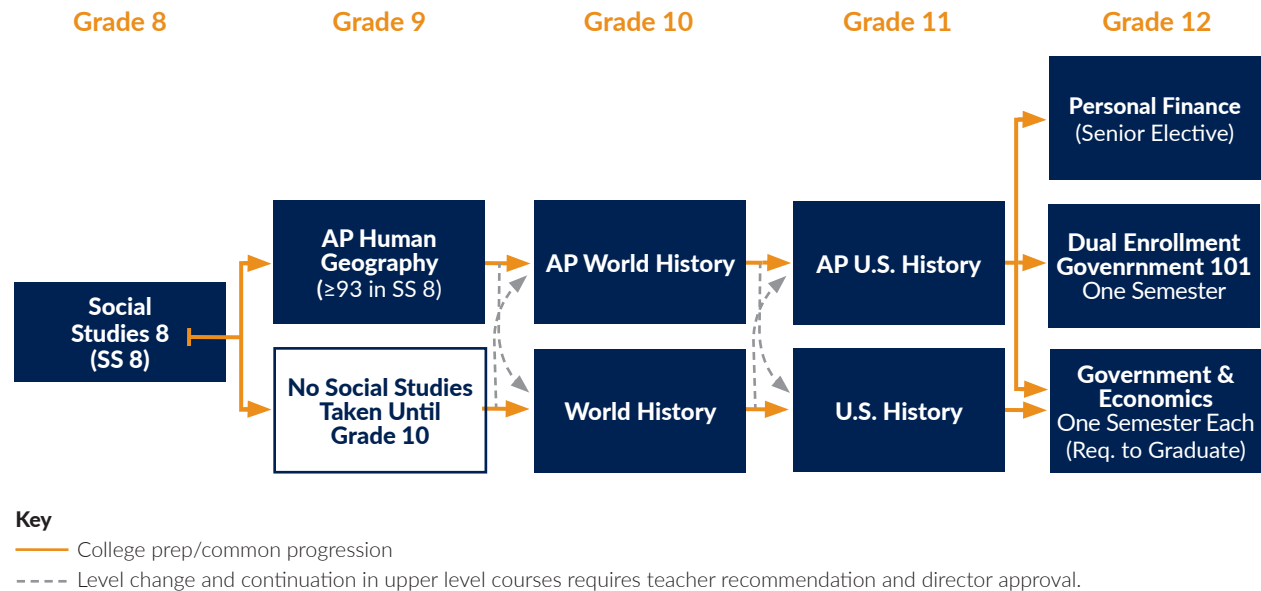 Grade 8
Grade 9
Grade 10
Grade 11
Grade 12
Social
Studies 8
(SS 8)
AP Human
Geography
(≥93 in SS 8)
No Social Studies
Taken Until
Grade 10
AP World History
World History
AP U.S. History
U.S. History
Personal Finance
(Senior Elective)
Dual Enrollment
Govenrnment 101
One Semester
Government &
Economics
One Semester Each
(Req. to Graduate)
Key
College prep/common progression
Level change and continuation in upper level courses requires teacher recommendation and director approval.